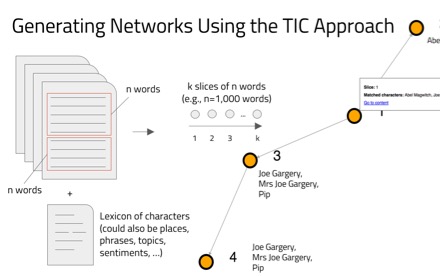 Generating Networks Using the TIC Approach
Abe
n words
k slices of n words
(e.g., n=1,000 words)
...
1 2 3 k
Slice: 1
Matched characters: Abel Magwitch, Joe
Go to content
1
3
Joe Gargery,
Mrs Joe Gargery,
Pip
n words
+
Lexicon of characters
(could also be places,
phrases, topics,
sentiments, ...)
4
Joe Gargery,
Mrs Joe Gargery,
Pip